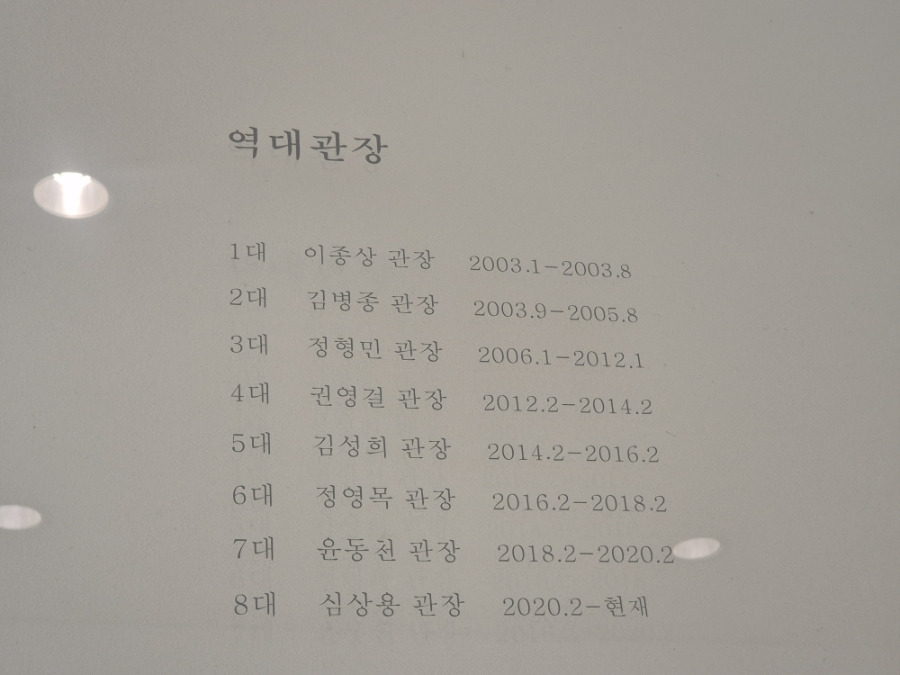 역대관장
1대 이종상 관장 2003.1-2003.8
2대 김병종 관장 2003.9-2005.8
3대 정형민 관장 2006.1-2012.1
4대 권영걸 관장 2012.2-2014.2
5대 김성희 관장 2014.2-2016.2
6대 정영목 관장 2016.2-2018.2
7대 윤동천 관장 2018.2-2020.2
8대 심상용 관장 2020.2-현재